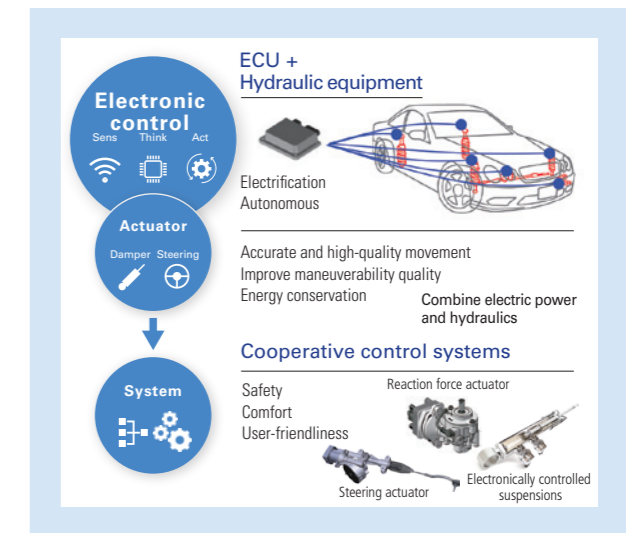 Electronic
control
Sens Think Act
Actuator
Damper Steering
System
ECU +
Hydraulic equipment
Electrification
Autonomous
Accurate and high-quality movement
Improve maneuverability quality
Energy conservation
Combine electric power
and hydraulics
Cooperative control systems
Safety
Comfort
User-friendliness
Reaction force actuator
Steering actuator
Electronically controlled
suspensions